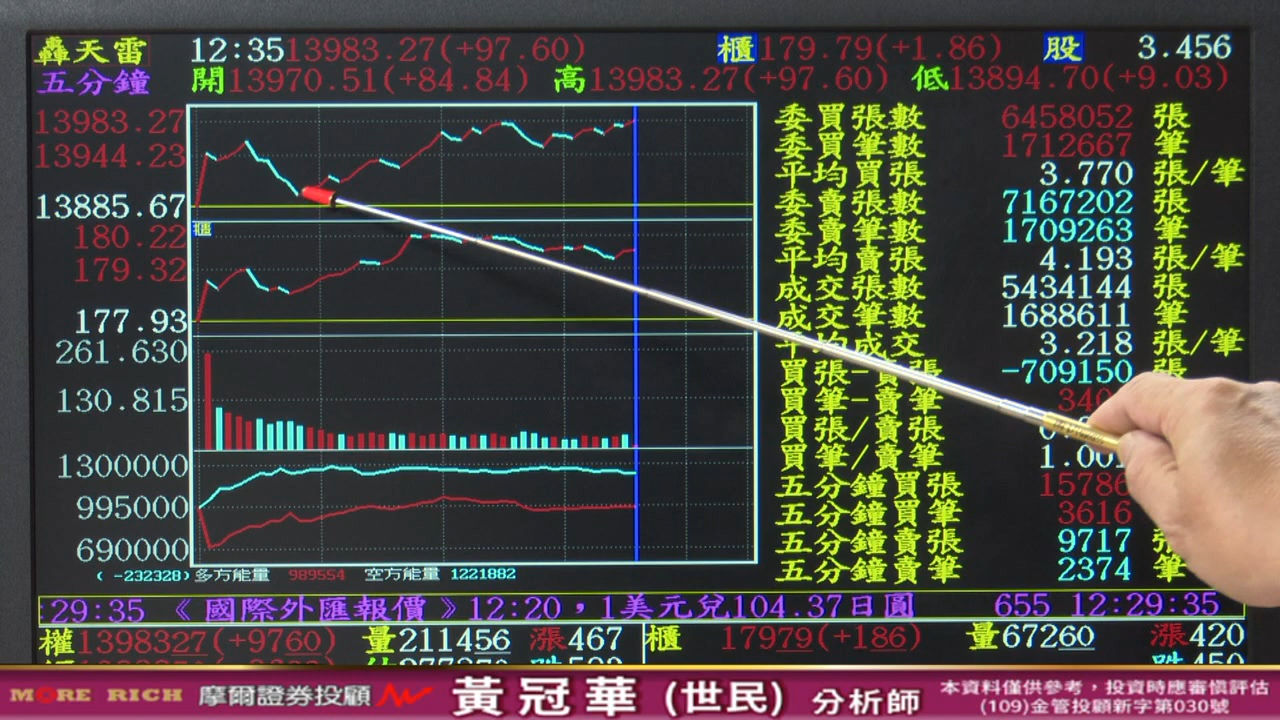 轟天雷 12:35 13983.27(+97.60) 櫃 179.79(+1.86) 股 3.456
五分鐘 開 13970.51(+84.84) 高 13983.27(+97.60) 低 13894.70(+9.03)
13983.27
13944.23
13885.67
櫃
180.22
179.32
177.93
261.630
130.815
1300000
995000
690000
(-232328) 多方能量 989554 空方能量 1221882
委買張數 6458052 張
委買筆數 1712667 筆
平均買張 3.770 張/筆
委賣張數 7167202 張
委賣筆數 1709263 筆
平均賣張 4.193 張/筆
成交張數 5434144 張
成交筆數 1688611 筆
平均成交 3.218 張/筆
買張-賣張 -709150 張
買筆-賣筆
買張/賣張
買筆/賣筆
五分鐘買張 15786
五分鐘買筆 3616
五分鐘賣張 9717 張
五分鐘賣筆 2374 筆
:29:35 《國際外匯報價》12:20，1美元兌104.37日圓 655 12:29:35
權 1398327(+9760) 量 211456 漲 467 櫃 17979(+186) 量 67260 漲 420
跌 450
MORE RICH 摩爾證券投顧 黃冠華(世民) 分析師
本資料僅供參考，投資時應審慎評估
(109)金管投顧新字第030號